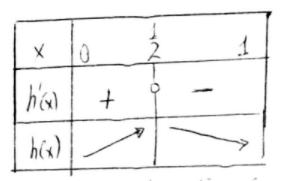 x 0 1/2 1
h'(x) + 0 -
h(x) ↗ ↘